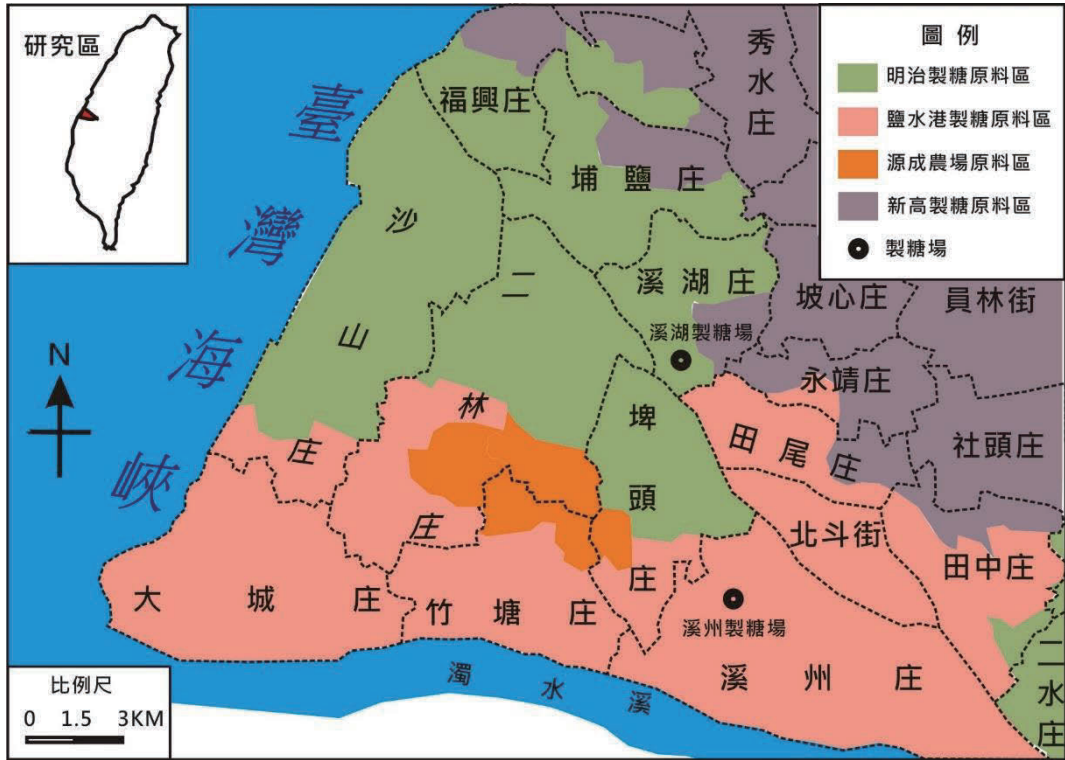 研究區
臺灣海峽
圖例
明治製糖原料區
鹽水港製糖原料區
源成農場原料區
新高製糖原料區
製糖場
秀水庄
福興庄
埔鹽庄
沙山庄
二林庄
溪湖庄
溪湖製糖場
坡心庄
員林街
永靖庄
埤頭庄
田尾庄
社頭庄
北斗街
田中庄
大城庄
竹塘庄
溪州製糖場
溪州庄
二水庄
濁水溪
N
比例尺
0 1.5 3KM